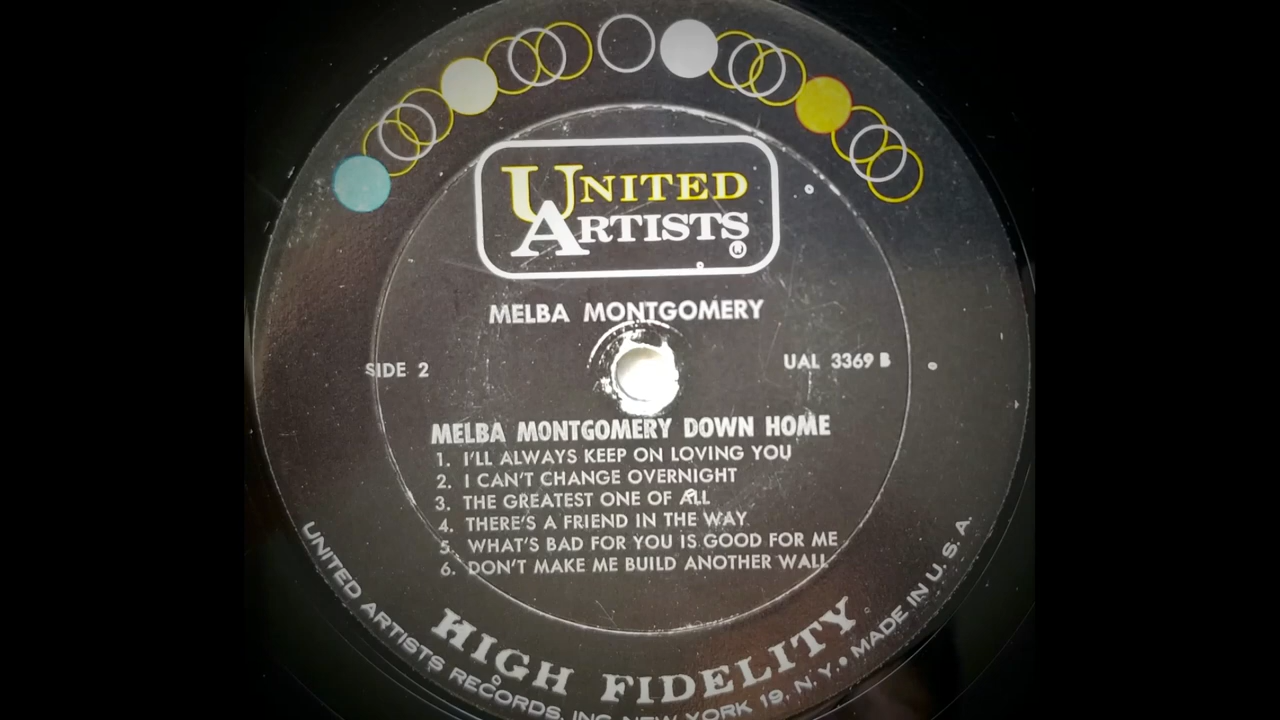 UNITED
ARTISTS
MELBA MONTGOMERY
SIDE 2
UAL 3369 B
MELBA MONTGOMERY DOWN HOME
1. I'LL ALWAYS KEEP ON LOVING YOU
2. I CAN'T CHANGE OVERNIGHT
3. THE GREATEST ONE OF ALL
4. THERE'S A FRIEND IN THE WAY
5. WHAT'S BAD FOR YOU IS GOOD FOR ME
6. DON'T MAKE ME BUILD ANOTHER WALL
HIGH FIDELITY
UNITED ARTISTS RECORDS, INC. NEW YORK 19, N. Y. • MADE IN U. S. A.